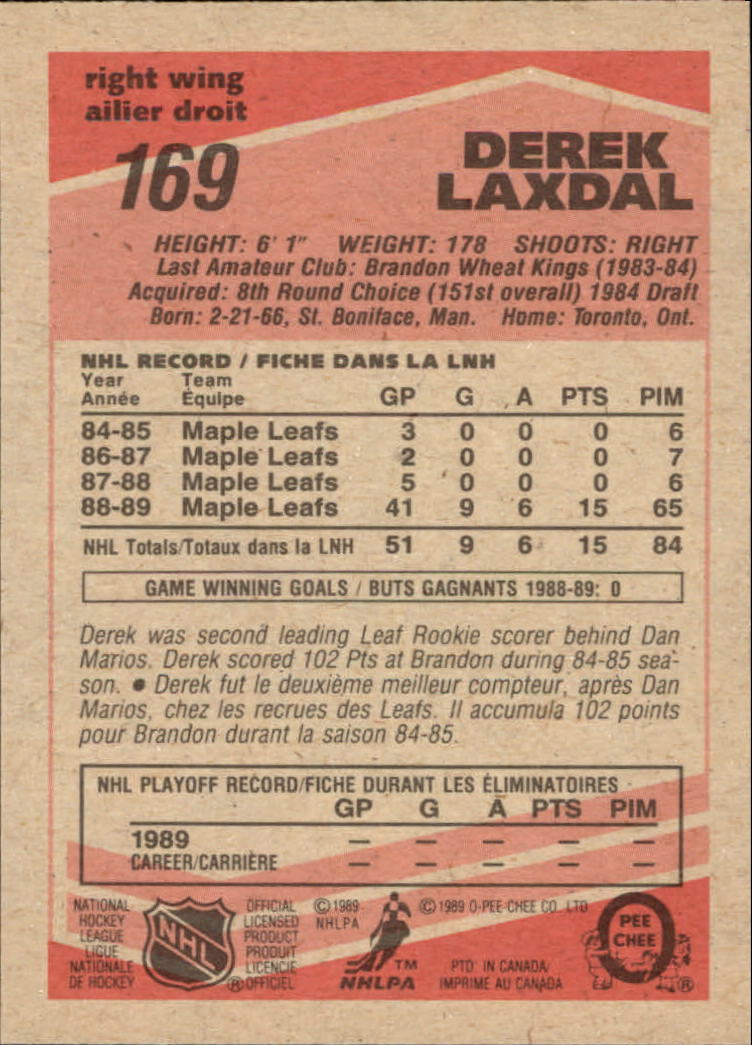 right wing
ailier droit
169
DEREK
LAXDAL
HEIGHT: 6' 1" WEIGHT: 178 SHOOTS: RIGHT
Last Amateur Club: Brandon Wheat Kings (1983-84)
Acquired: 8th Round Choice (151st overall) 1984 Draft
Born: 2-21-66, St. Boniface, Man. Home: Toronto, Ont.
NHL RECORD / FICHE DANS LA LNH
Year Team
Année Équipe GP G A PTS PIM
84-85 Maple Leafs 3 0 0 0 6
86-87 Maple Leafs 2 0 0 0 7
87-88 Maple Leafs 5 0 0 0 6
88-89 Maple Leafs 41 9 6 15 65
NHL Totals/Totaux dans la LNH 51 9 6 15 84
GAME WINNING GOALS / BUTS GAGNANTS 1988-89: 0
Derek was second leading Leaf Rookie scorer behind Dan
Marios. Derek scored 102 Pts at Brandon during 84-85 sea-
son. ● Derek fut le deuxième meilleur compteur, après Dan
Marios, chez les recrues des Leafs. Il accumula 102 points
pour Brandon durant la saison 84-85.
NHL PLAYOFF RECORD/FICHE DURANT LES ÉLIMINATOIRES
GP G A PTS PIM
1989 — — — — —
CAREER/CARRIÈRE — — — — —
NATIONAL
HOCKEY
LEAGUE
LIGUE
NATIONALE
DE HOCKEY
NHL
®
OFFICIAL
LICENSED
PRODUCT
PRODUIT
LICENCIE
OFFICIEL
© 1989
NHLPA
TM
NHLPA
© 1989 O-PEE-CHEE CO. LTD
PTD. IN CANADA
IMPRIMÉ AU CANADA
O
PEE
CHEE
®